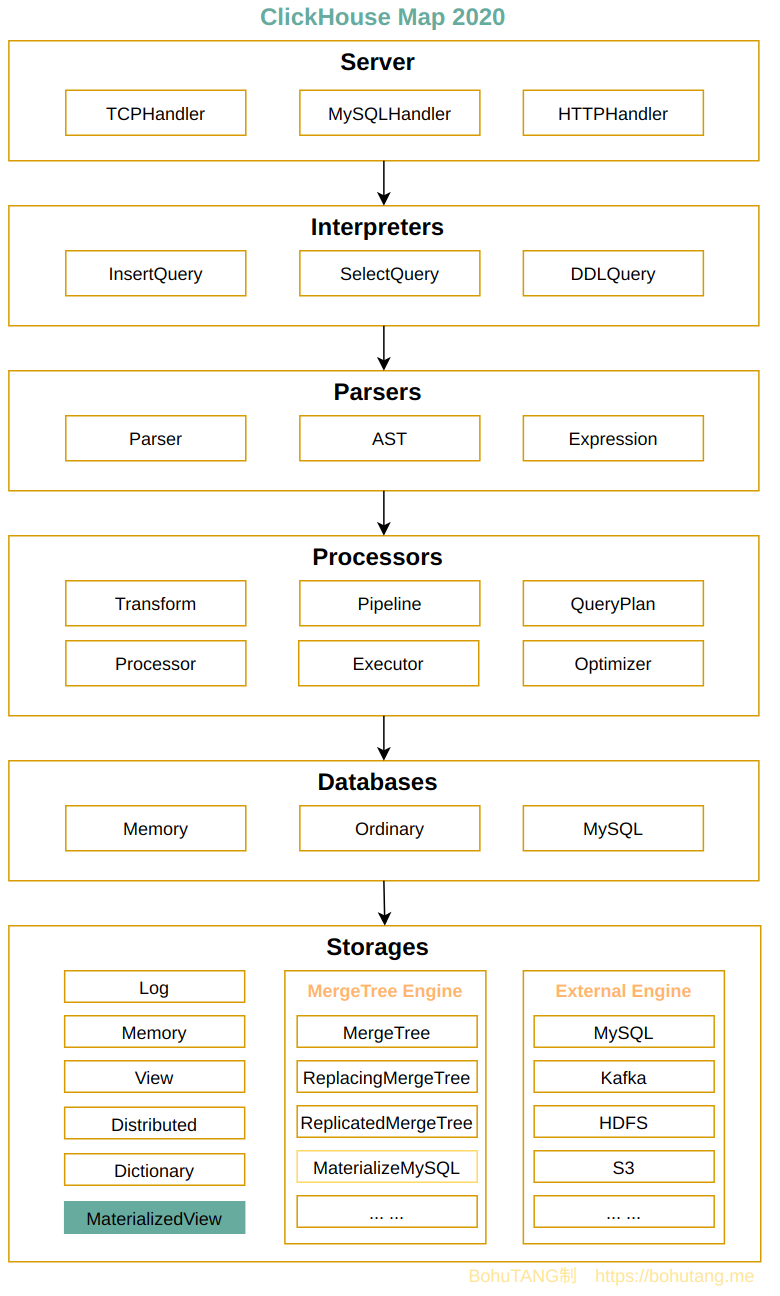 ClickHouse Map 2020
Server
TCPHandler
MySQLHandler
HTTPHandler
Interpreters
InsertQuery
SelectQuery
DDLQuery
Parsers
Parser
AST
Expression
Processors
Transform
Pipeline
QueryPlan
Processor
Executor
Optimizer
Databases
Memory
Ordinary
MySQL
Storages
Log
Memory
View
Distributed
Dictionary
MaterializedView
MergeTree Engine
MergeTree
ReplacingMergeTree
ReplicatedMergeTree
MaterializeMySQL
... ...
External Engine
MySQL
Kafka
HDFS
S3
... ...
BohuTANG制 https://bohutang.me